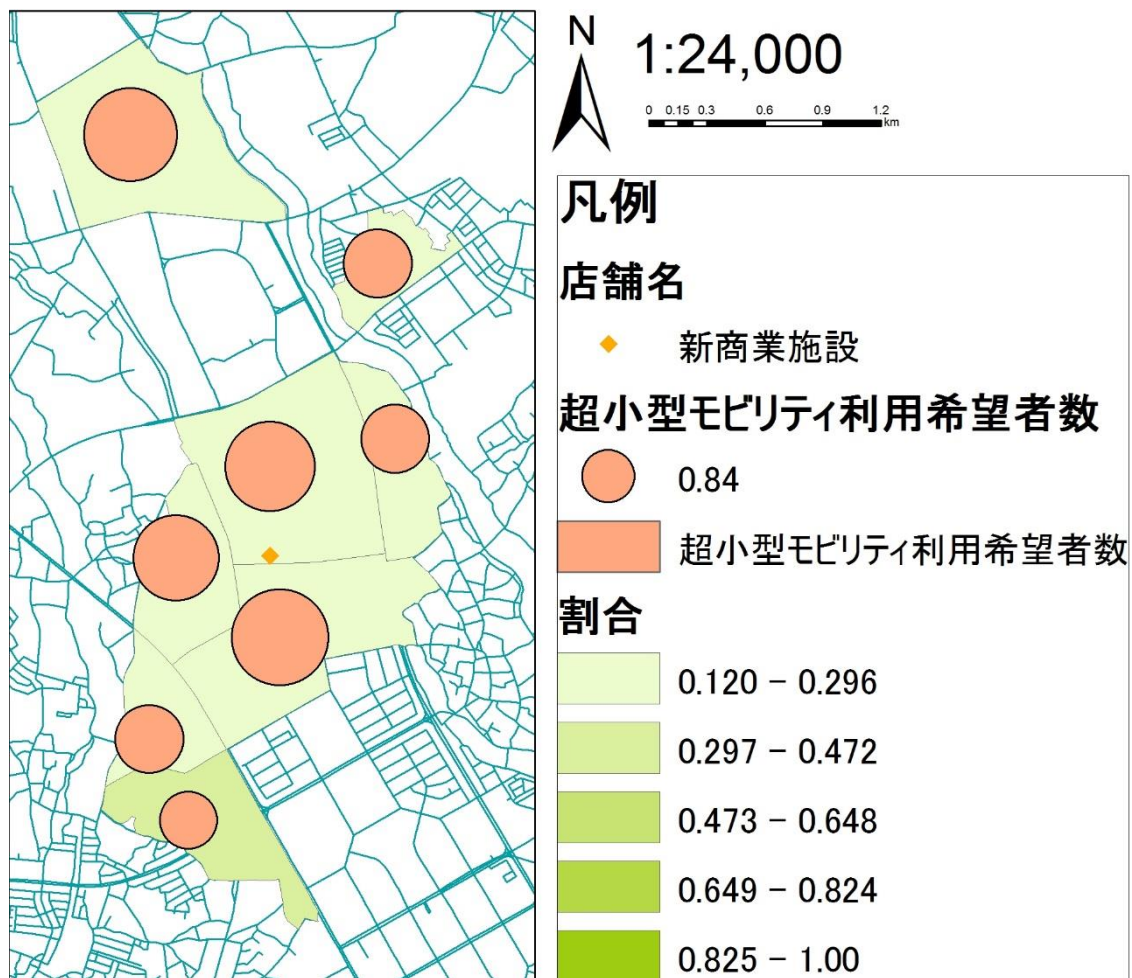 N
1:24,000
0 0.15 0.3 0.6 0.9 1.2
km
凡例
店舗名
新商業施設
超小型モビリティ利用希望者数
0.84
超小型モビリティ利用希望者数
割合
0.120 − 0.296
0.297 − 0.472
0.473 − 0.648
0.649 − 0.824
0.825 − 1.00